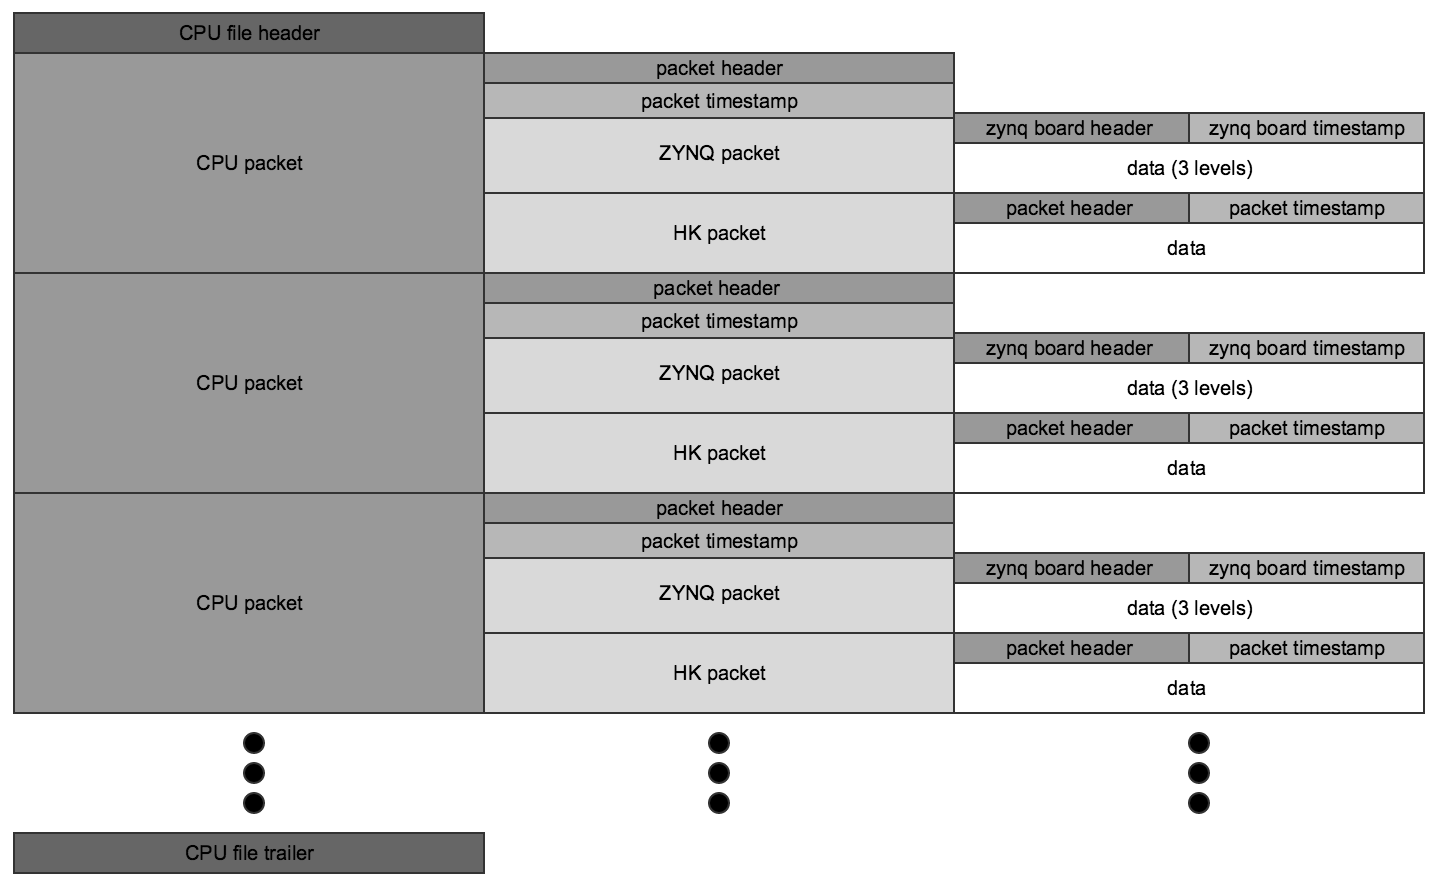 CPU file header
CPU packet
packet header
packet timestamp
ZYNQ packet
zynq board header
zynq board timestamp
data (3 levels)
HK packet
packet header
packet timestamp
data
CPU packet
packet header
packet timestamp
ZYNQ packet
zynq board header
zynq board timestamp
data (3 levels)
HK packet
packet header
packet timestamp
data
CPU packet
packet header
packet timestamp
ZYNQ packet
zynq board header
zynq board timestamp
data (3 levels)
HK packet
packet header
packet timestamp
data
CPU file trailer